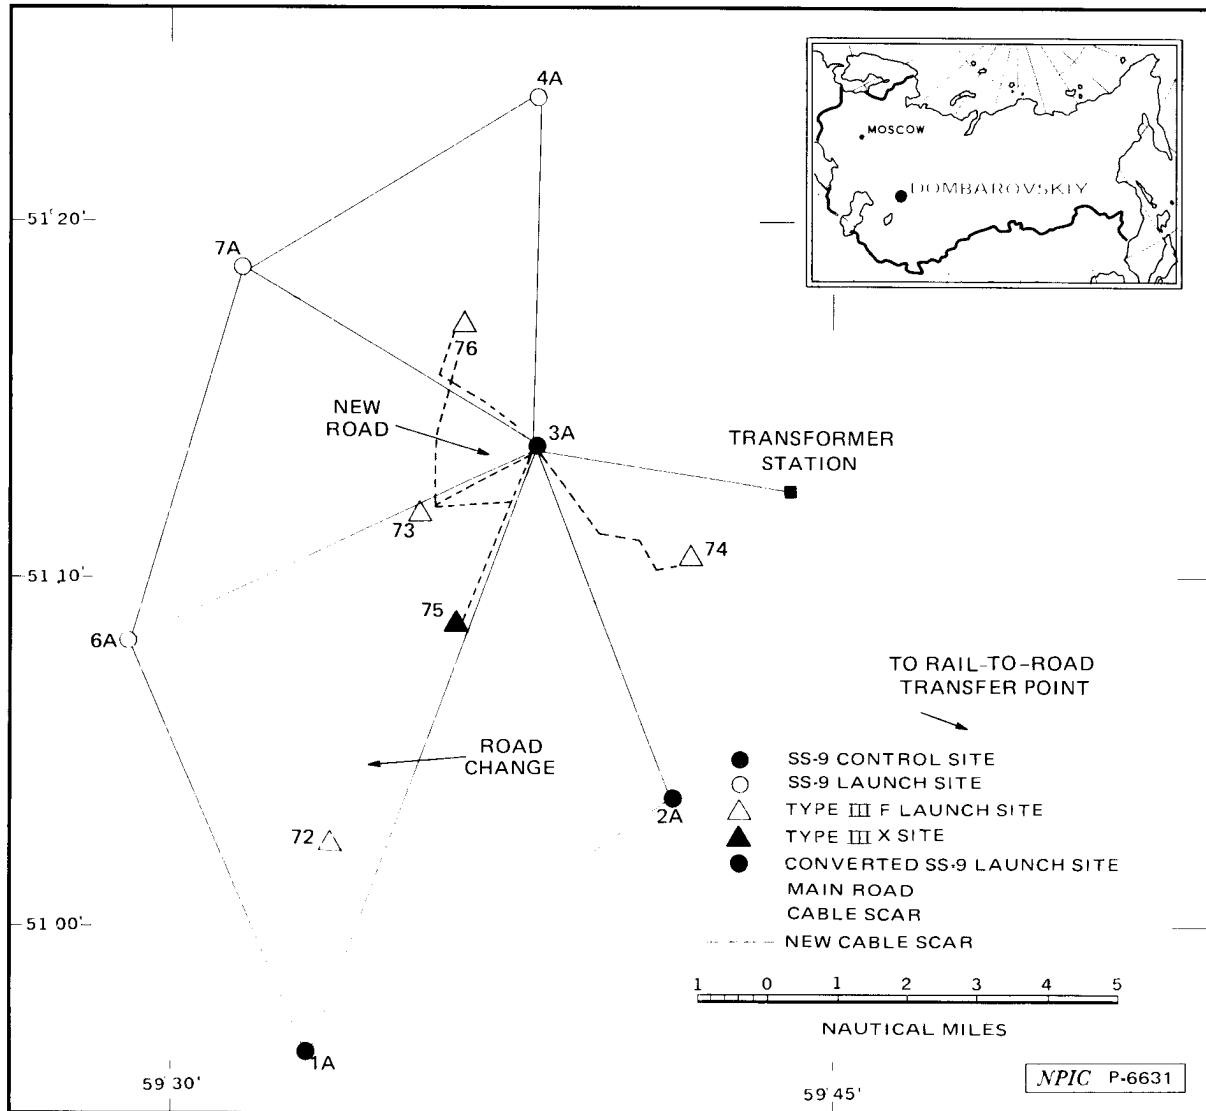 4A
MOSCOW
DOMBAROVSKIY
51° 20'
7A
76
NEW
ROAD
3A
TRANSFORMER
STATION
73
74
51° 10'
75
6A
TO RAIL-TO-ROAD
TRANSFER POINT
ROAD
CHANGE
SS-9 CONTROL SITE
SS-9 LAUNCH SITE
2A
TYPE III F LAUNCH SITE
72
TYPE III X SITE
CONVERTED SS-9 LAUNCH SITE
MAIN ROAD
CABLE SCAR
51° 00'
NEW CABLE SCAR
1 0 1 2 3 4 5
NAUTICAL MILES
1A
59° 30'
59° 45'
NPIC P-6631